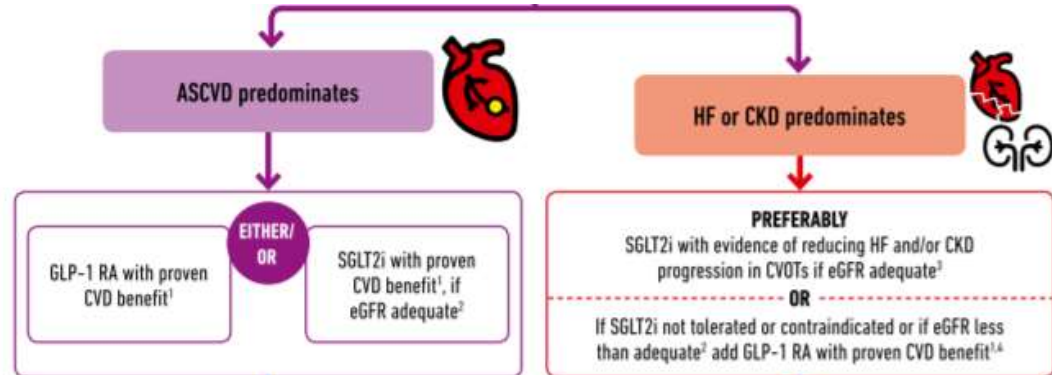 ASCVD predominates
HF or CKD predominates
EITHER/
OR
GLP-1 RA with proven
CVD benefit¹
SGLT2i with proven
CVD benefit¹, if
eGFR adequate²
PREFERABLY
SGLT2i with evidence of reducing HF and/or CKD
progression in CVOTs if eGFR adequate³
OR
If SGLT2i not tolerated or contraindicated or if eGFR less
than adequate² add GLP-1 RA with proven CVD benefit¹,⁴